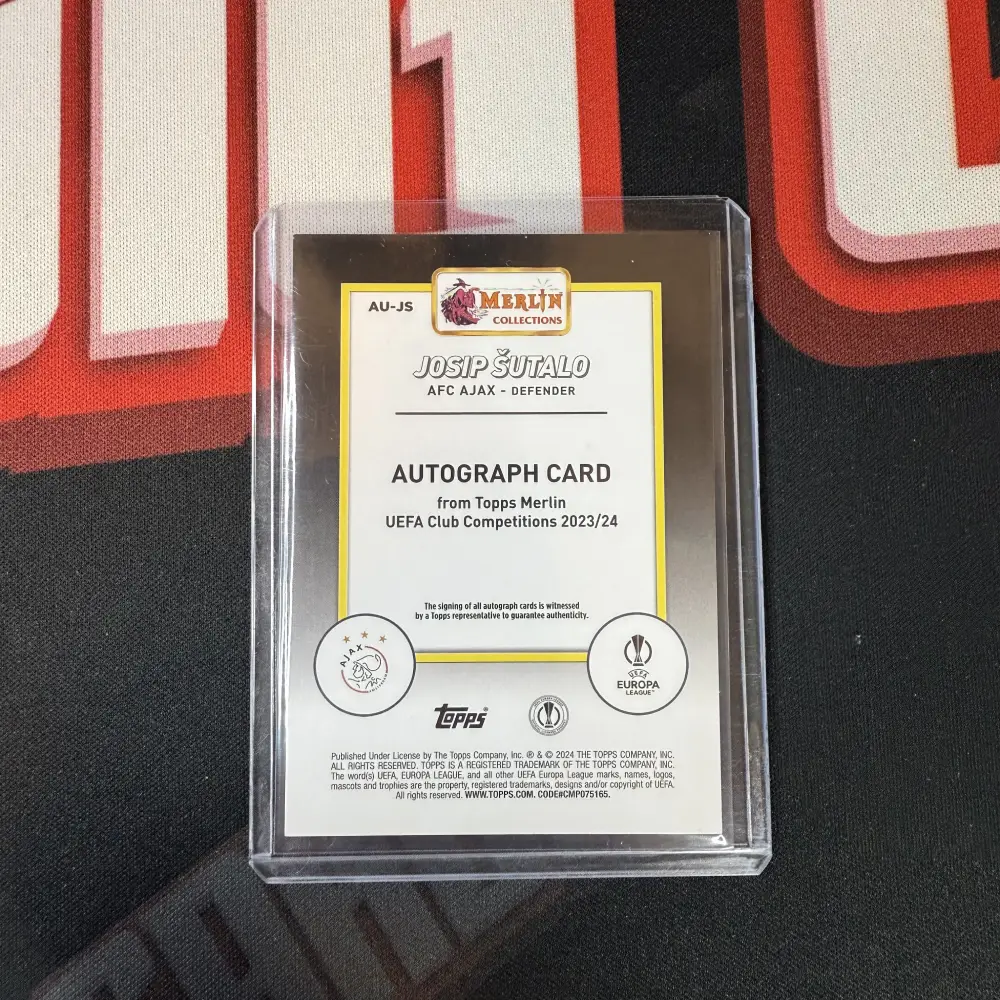 AU-JS
MERLIN
COLLECTIONS
JOSIP ŠUTALO
AFC AJAX - DEFENDER
AUTOGRAPH CARD
from Topps Merlin
UEFA Club Competitions 2023/24
The signing of all autograph cards is witnessed
by a Topps representative to guarantee authenticity.
AJAX
UEFA
EUROPA
LEAGUE™
topps®
Published Under License by The Topps Company, Inc. ® & © 2024 THE TOPPS COMPANY, INC.
ALL RIGHTS RESERVED. TOPPS IS A REGISTERED TRADEMARK OF THE TOPPS COMPANY, INC.
The word(s) UEFA, EUROPA LEAGUE, and all other UEFA Europa League marks, names, logos,
mascots and trophies are the property, registered trademarks, designs and/or copyright of UEFA.
All rights reserved. WWW.TOPPS.COM. CODE#CMP075165.